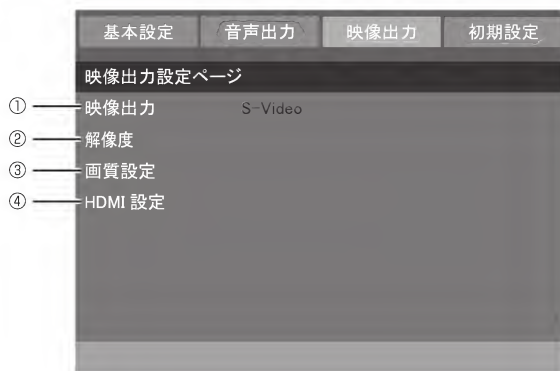 基本設定 音声出力 映像出力 初期設定
映像出力設定ページ
① 映像出力 S-Video
② 解像度
③ 画質設定
④ HDMI 設定